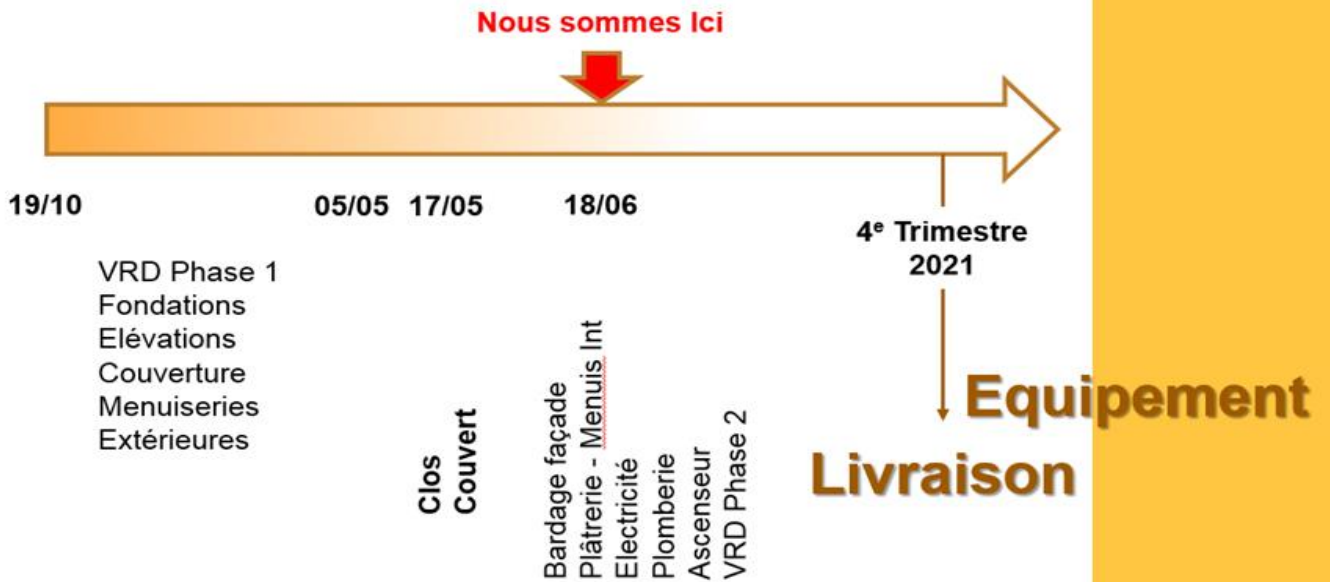 Nous sommes Ici
19/10
05/05
17/05
18/06
4e Trimestre
2021
VRD Phase 1
Fondations
Elévations
Couverture
Menuiseries
Extérieures
Clos
Couvert
Bardage façade
Plâtrerie - Menuis Int
Electricité
Plomberie
Ascenseur
VRD Phase 2
Equipement
Livraison